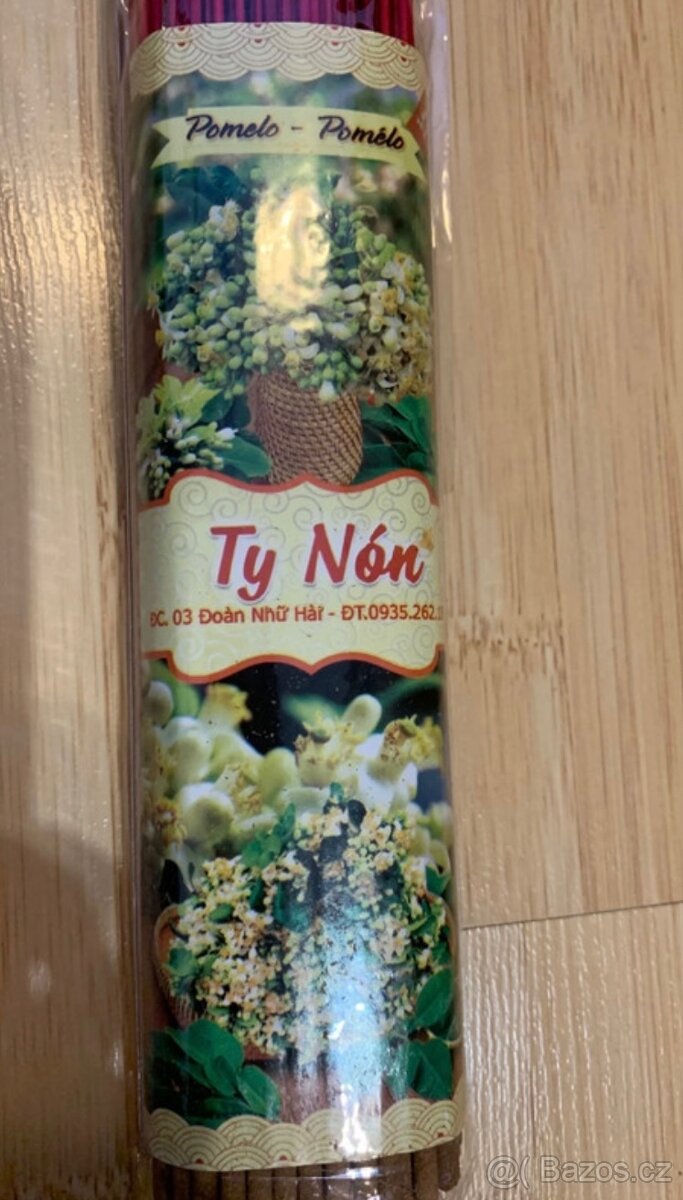 Pomelo - Pomélo
Ty Nón
ĐC. 03 Đoàn Nhữ Hài - ĐT.0935.262.
@( Bazos.cz